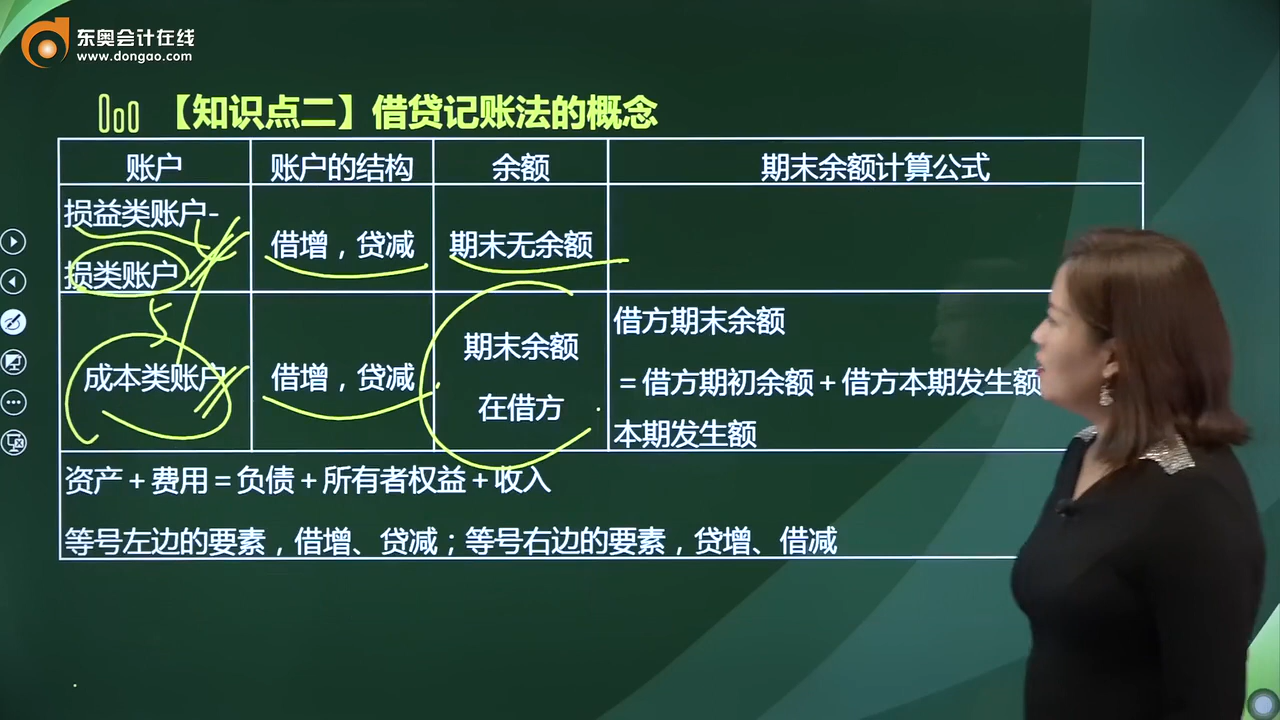 东奥会计在线
www.dongao.com
【知识点二】借贷记账法的概念
账户
账户的结构
余额
期末余额计算公式
损益类账户-
损类账户
借增，贷减
期末无余额
成本类账户
借增，贷减
期末余额
在借方
借方期末余额
＝借方期初余额＋借方本期发生额
本期发生额
资产＋费用＝负债＋所有者权益＋收入
等号左边的要素，借增、贷减；等号右边的要素，贷增、借减